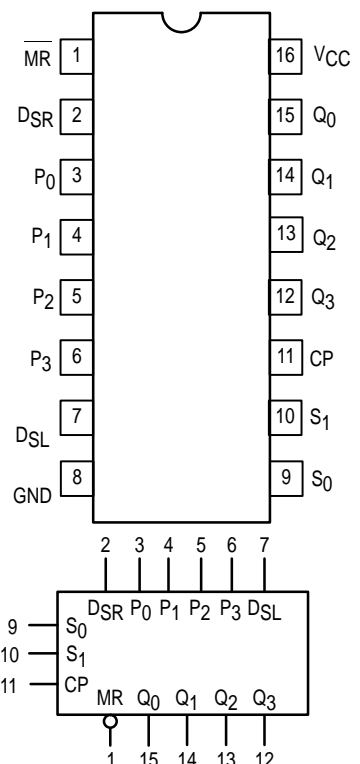 M̅R̅ 1 16 VCC
DSR 2 15 Q0
P0 3 14 Q1
P1 4 13 Q2
P2 5 12 Q3
P3 6 11 CP
DSL 7 10 S1
GND 8 9 S0
2 3 4 5 6 7
DSR P0 P1 P2 P3 DSL
9 S0
10 S1
11 CP
MR Q0 Q1 Q2 Q3
1 15 14 13 12